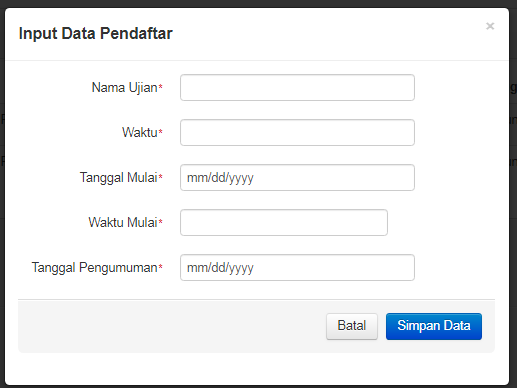 Input Data Pendaftar ×
Nama Ujian*
Waktu*
Tanggal Mulai* mm/dd/yyyy
Waktu Mulai*
Tanggal Pengumuman* mm/dd/yyyy
Batal Simpan Data